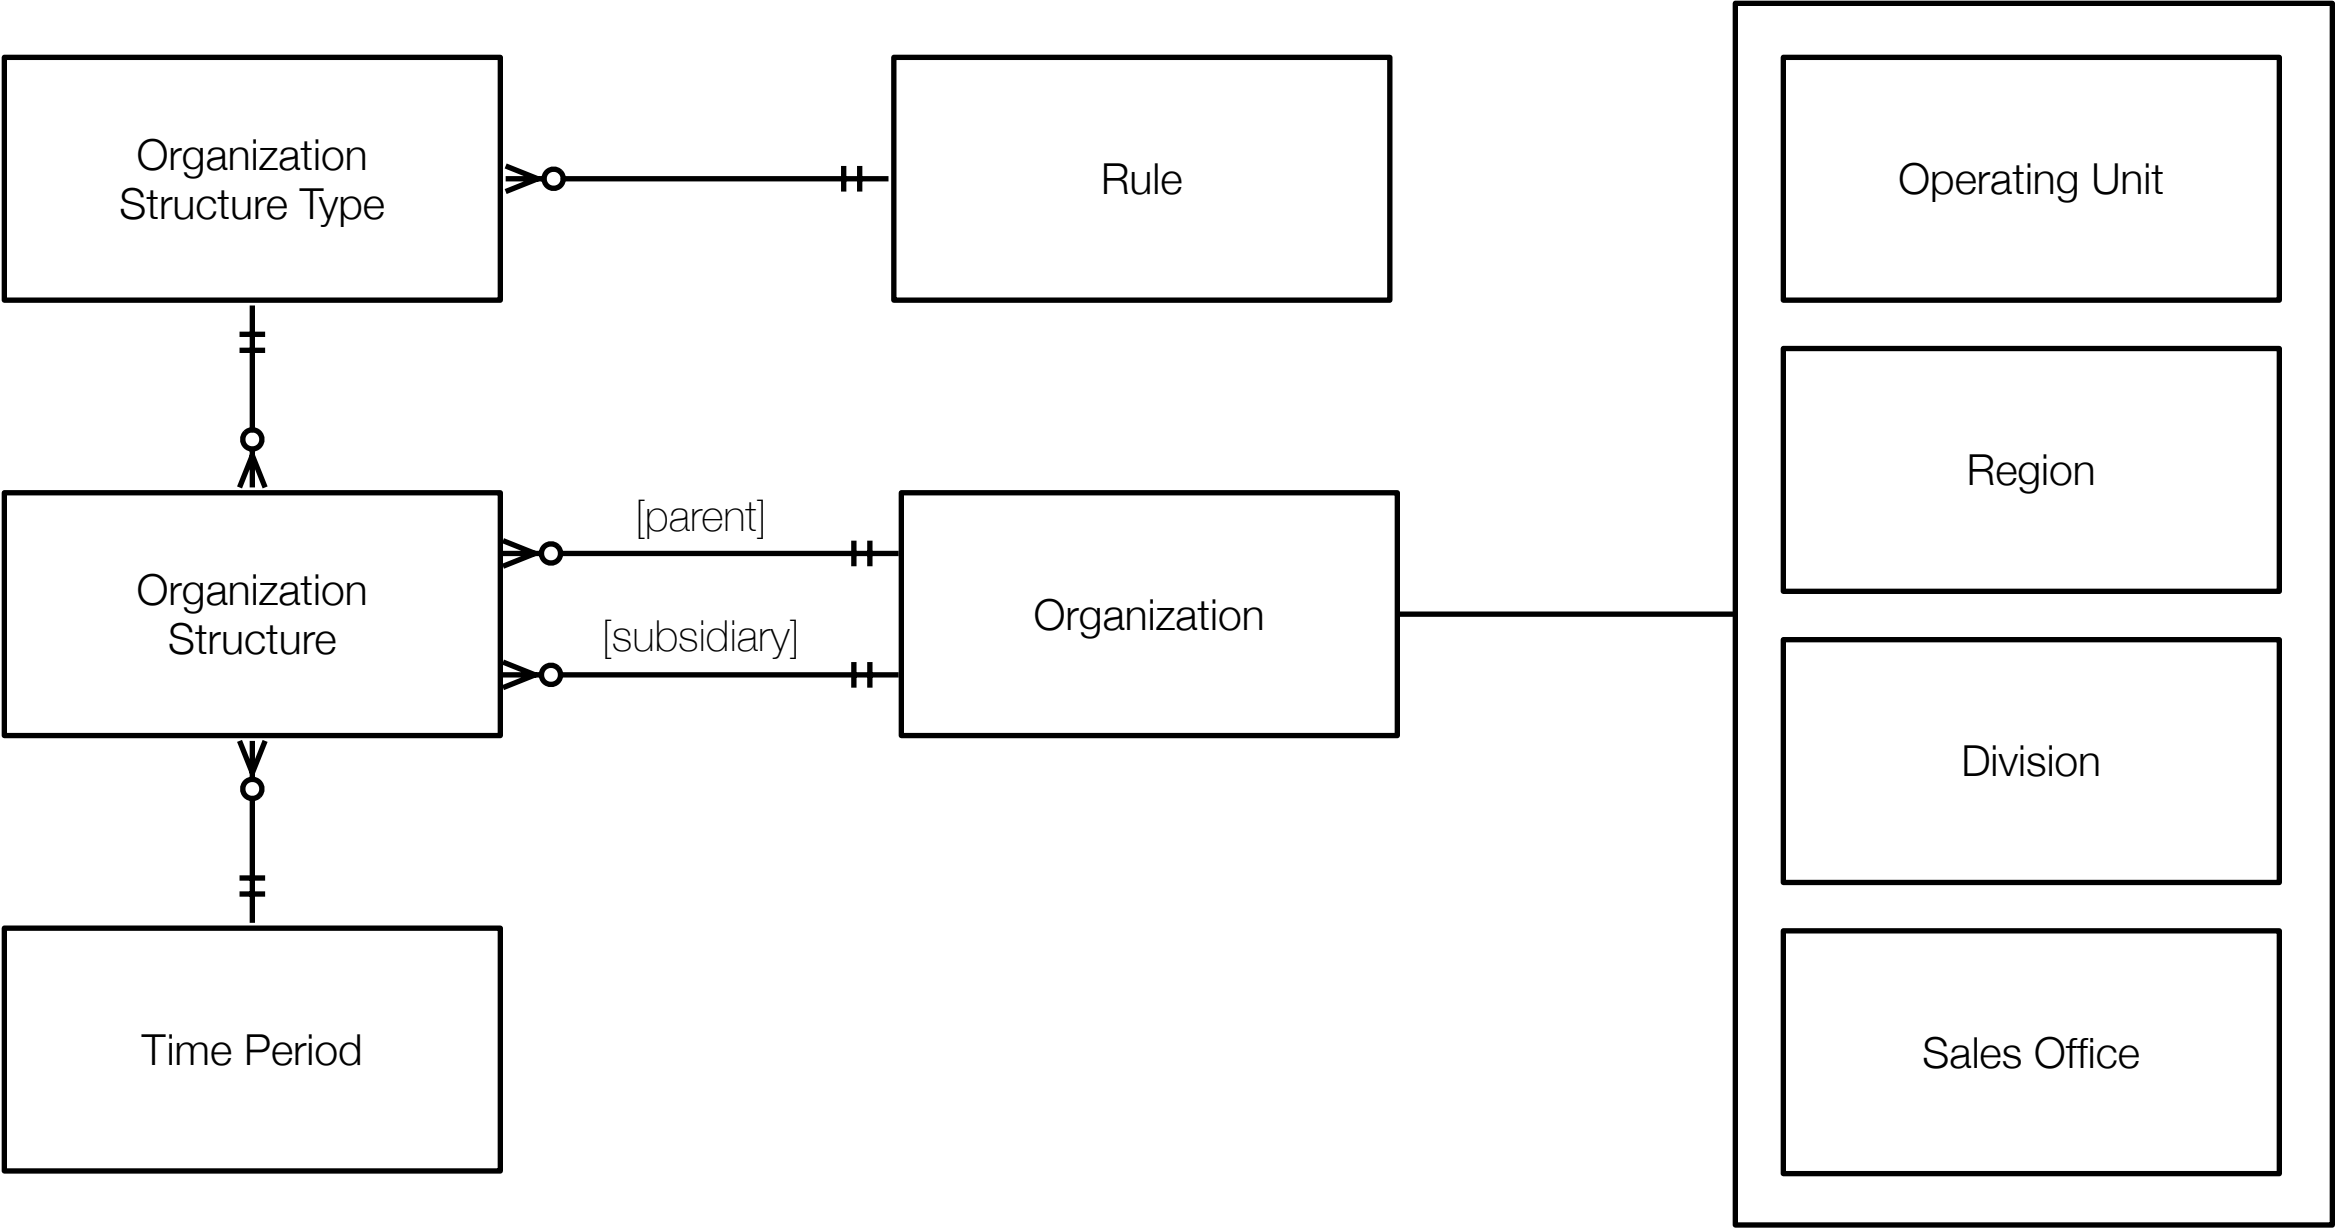 Organization
Structure Type
Rule
Operating Unit
Region
[parent]
Organization
Structure
Organization
[subsidiary]
Division
Time Period
Sales Office